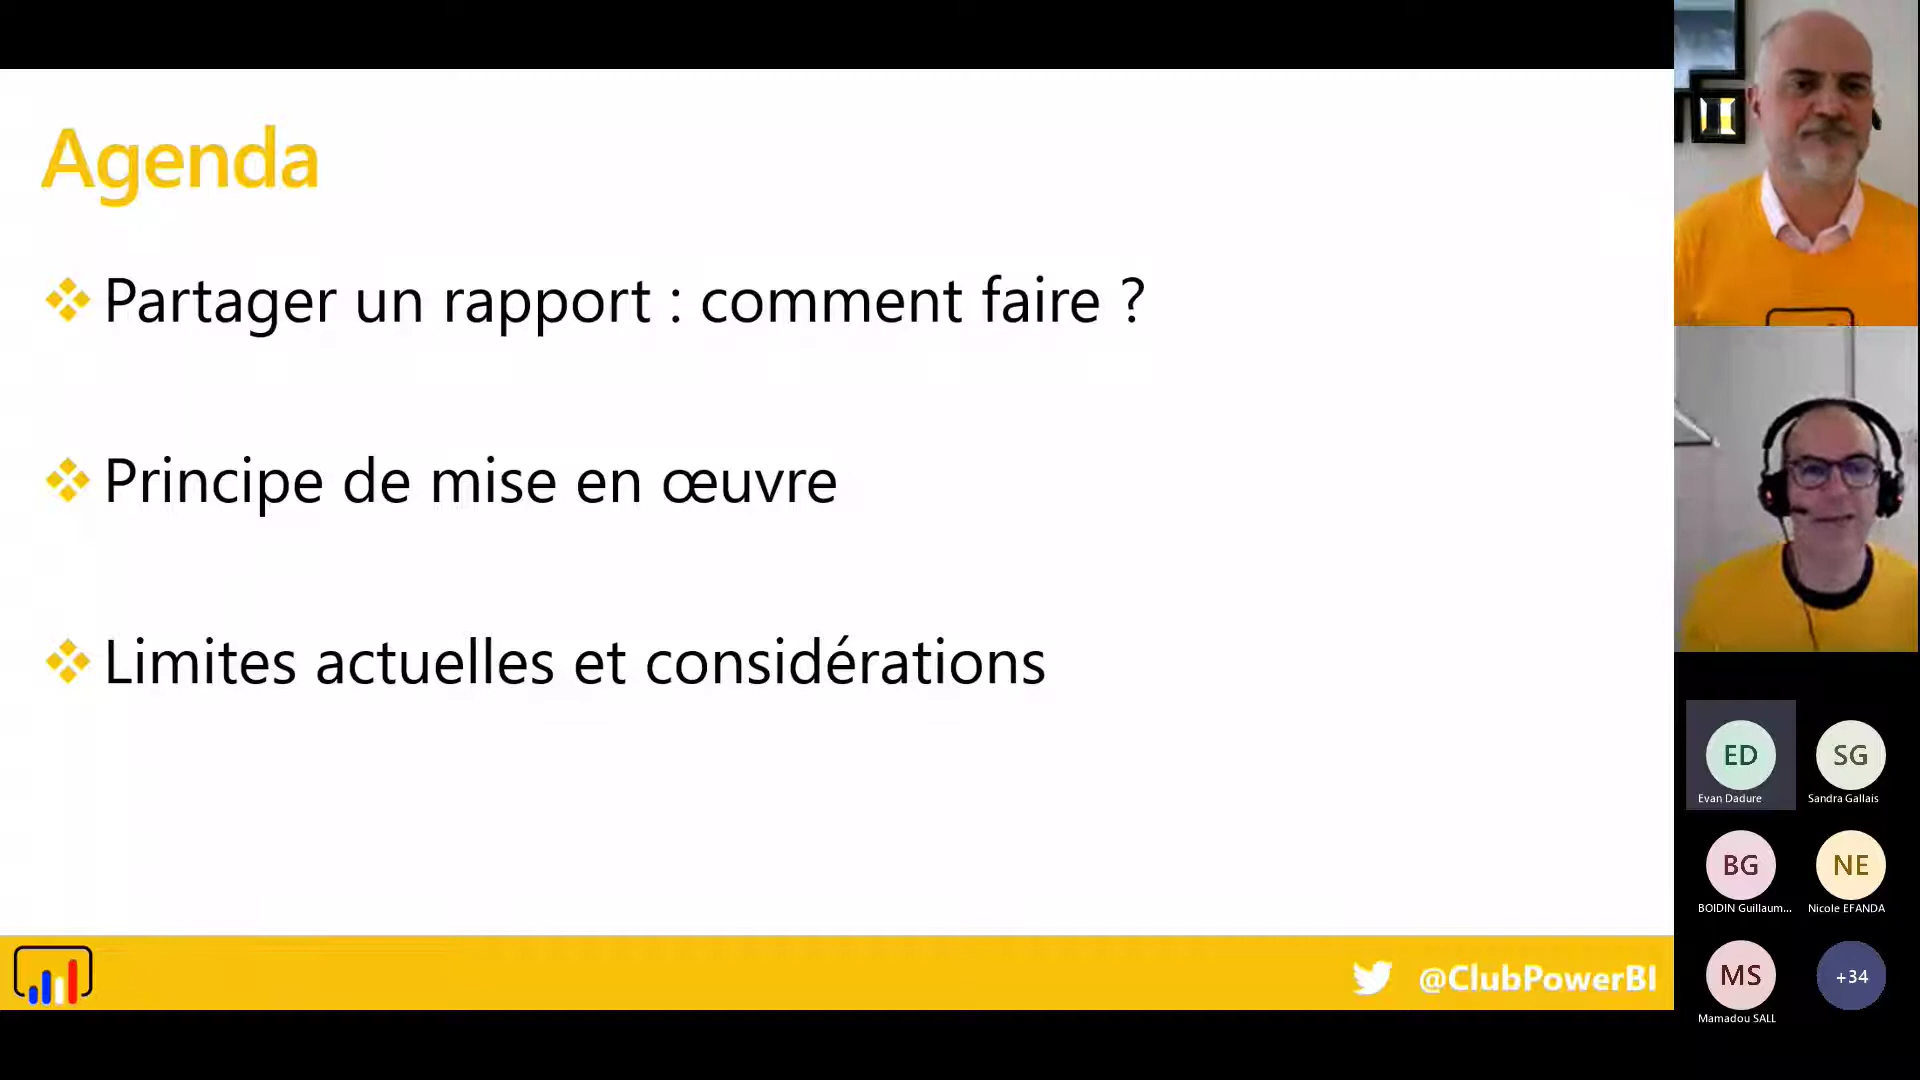 Agenda
❖ Partager un rapport : comment faire ?
❖ Principe de mise en œuvre
❖ Limites actuelles et considérations
@ClubPowerBI
ED
Evan Dadure
SG
Sandra Gallais
BG
BOIDIN Guillaum...
NE
Nicole EFANDA
MS
Mamadou SALL
+34